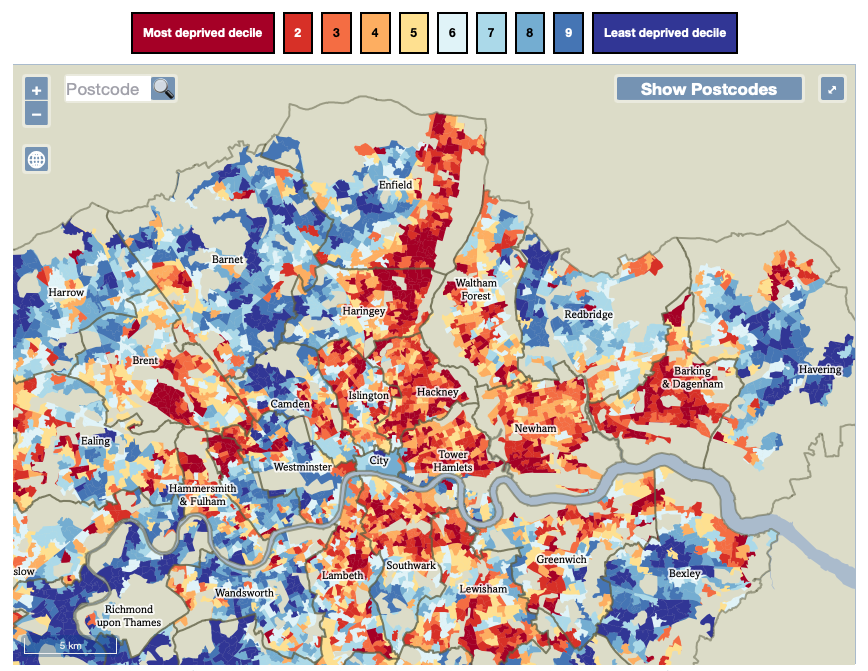 Most deprived decile 2 3 4 5 6 7 8 9 Least deprived decile
+
Postcode
Show Postcodes
−
Enfield
Barnet
Harrow
Waltham
Forest
Haringey
Redbridge
Brent
Barking
& Dagenham
Havering
Islington
Hackney
Camden
Newham
Ealing
City
Tower
Hamlets
Westminster
Hammersmith
& Fulham
Greenwich
Southwark
slow
Lambeth
Bexley
Lewisham
Wandsworth
Richmond
upon Thames
5 km